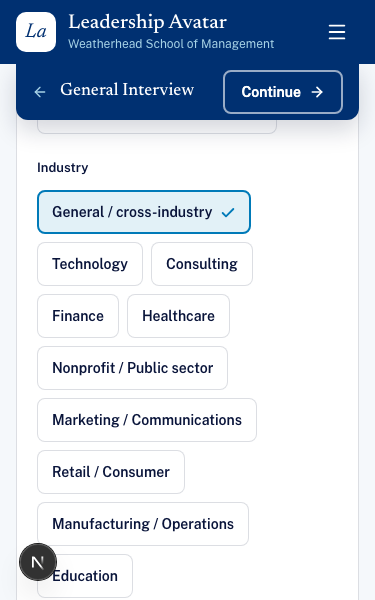 La
Leadership Avatar
Weatherhead School of Management
General Interview
Continue
Industry
General / cross-industry
Technology
Consulting
Finance
Healthcare
Nonprofit / Public sector
Marketing / Communications
Retail / Consumer
Manufacturing / Operations
N
Education